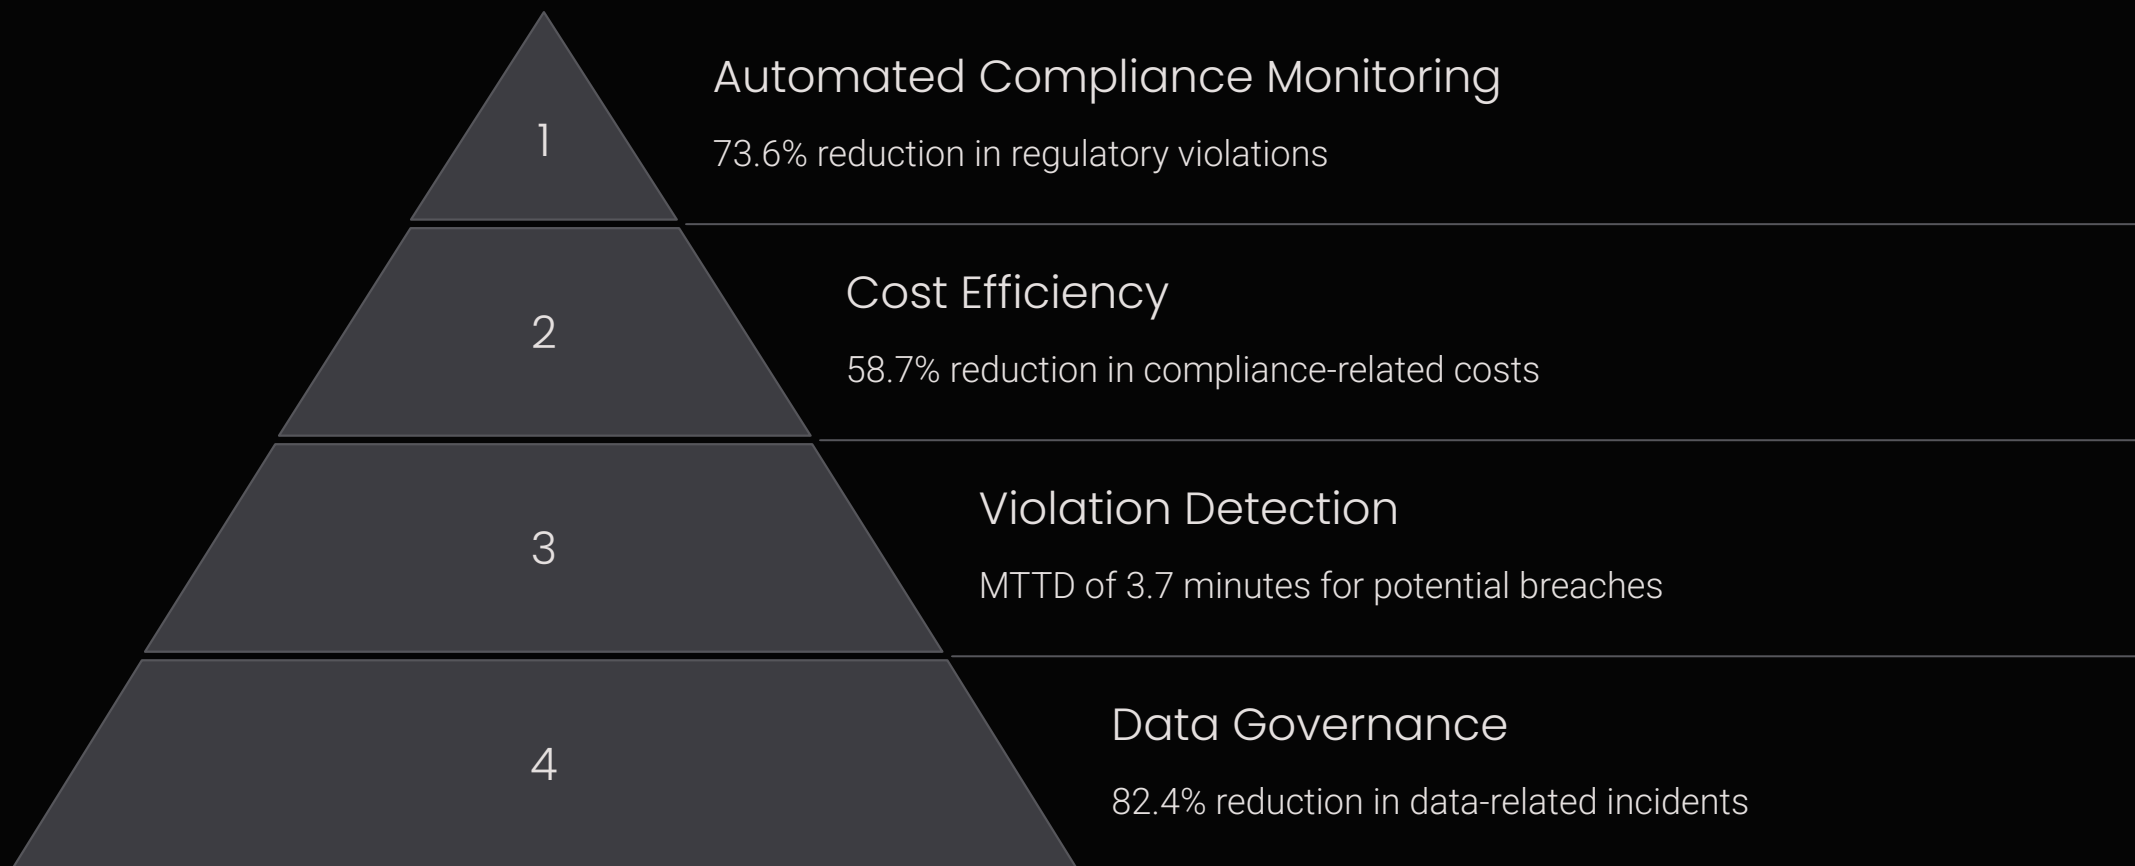 1
Automated Compliance Monitoring
73.6% reduction in regulatory violations
2
Cost Efficiency
58.7% reduction in compliance-related costs
3
Violation Detection
MTTD of 3.7 minutes for potential breaches
4
Data Governance
82.4% reduction in data-related incidents